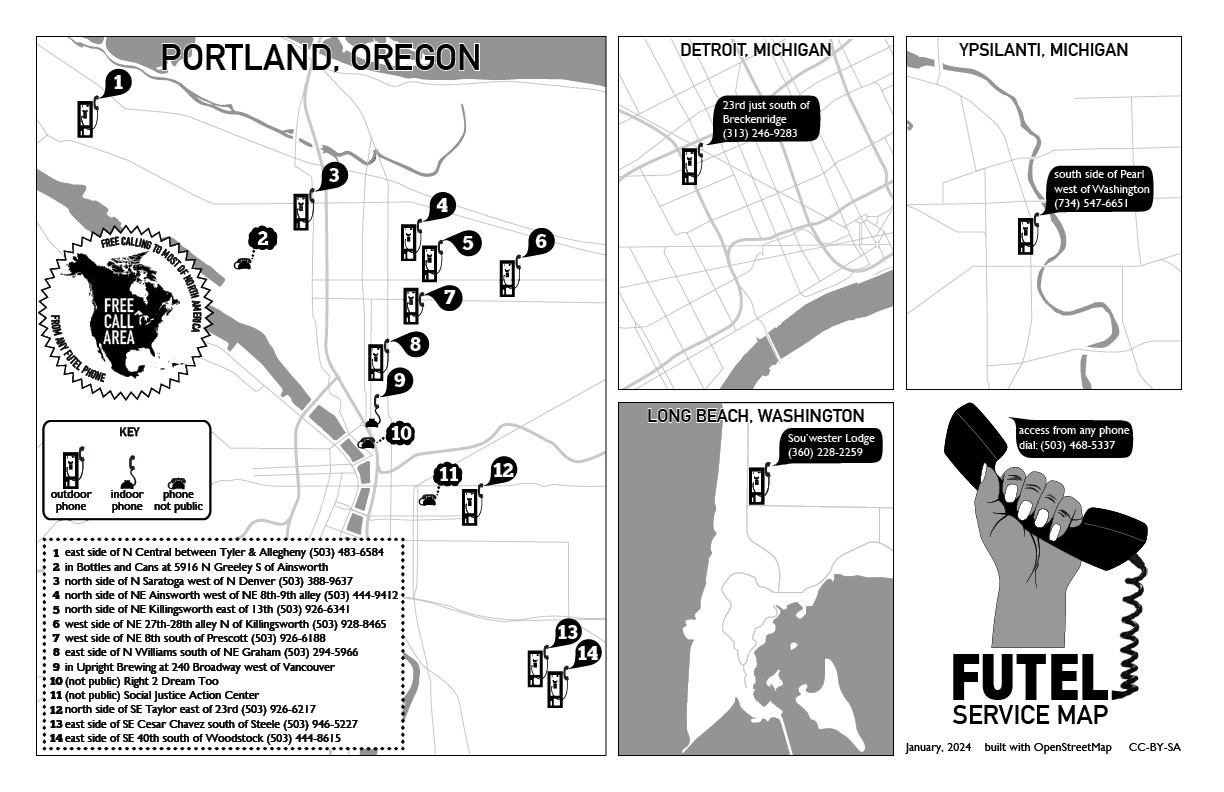 PORTLAND, OREGON
1
2
3
4
5
6
7
8
9
10
11
12
13
14
FREE CALLING TO MOST OF NORTH AMERICA
FROM ANY FUTEL PHONE
FREE
CALL
AREA
KEY
outdoor
phone
indoor
phone
phone
not public
1 east side of N Central between Tyler & Allegheny (503) 483-6584
2 in Bottles and Cans at 5916 N Greeley S of Ainsworth
3 north side of N Saratoga west of N Denver (503) 388-9637
4 north side of NE Ainsworth west of NE 8th-9th alley (503) 444-9412
5 north side of NE Killingsworth east of 13th (503) 926-6341
6 west side of NE 27th-28th alley N of Killingsworth (503) 928-8465
7 west side of NE 8th south of Prescott (503) 926-6188
8 east side of N Williams south of NE Graham (503) 294-5966
9 in Upright Brewing at 240 Broadway west of Vancouver
10 (not public) Right 2 Dream Too
11 (not public) Social Justice Action Center
12 north side of SE Taylor east of 23rd (503) 926-6217
13 east side of SE Cesar Chavez south of Steele (503) 946-5227
14 east side of SE 40th south of Woodstock (503) 444-8615
DETROIT, MICHIGAN
23rd just south of
Breckenridge
(313) 246-9283
YPSILANTI, MICHIGAN
south side of Pearl
west of Washington
(734) 547-6651
LONG BEACH, WASHINGTON
Sou'wester Lodge
(360) 228-2259
access from any phone
dial: (503) 468-5337
FUTEL
SERVICE MAP
January, 2024 built with OpenStreetMap CC-BY-SA